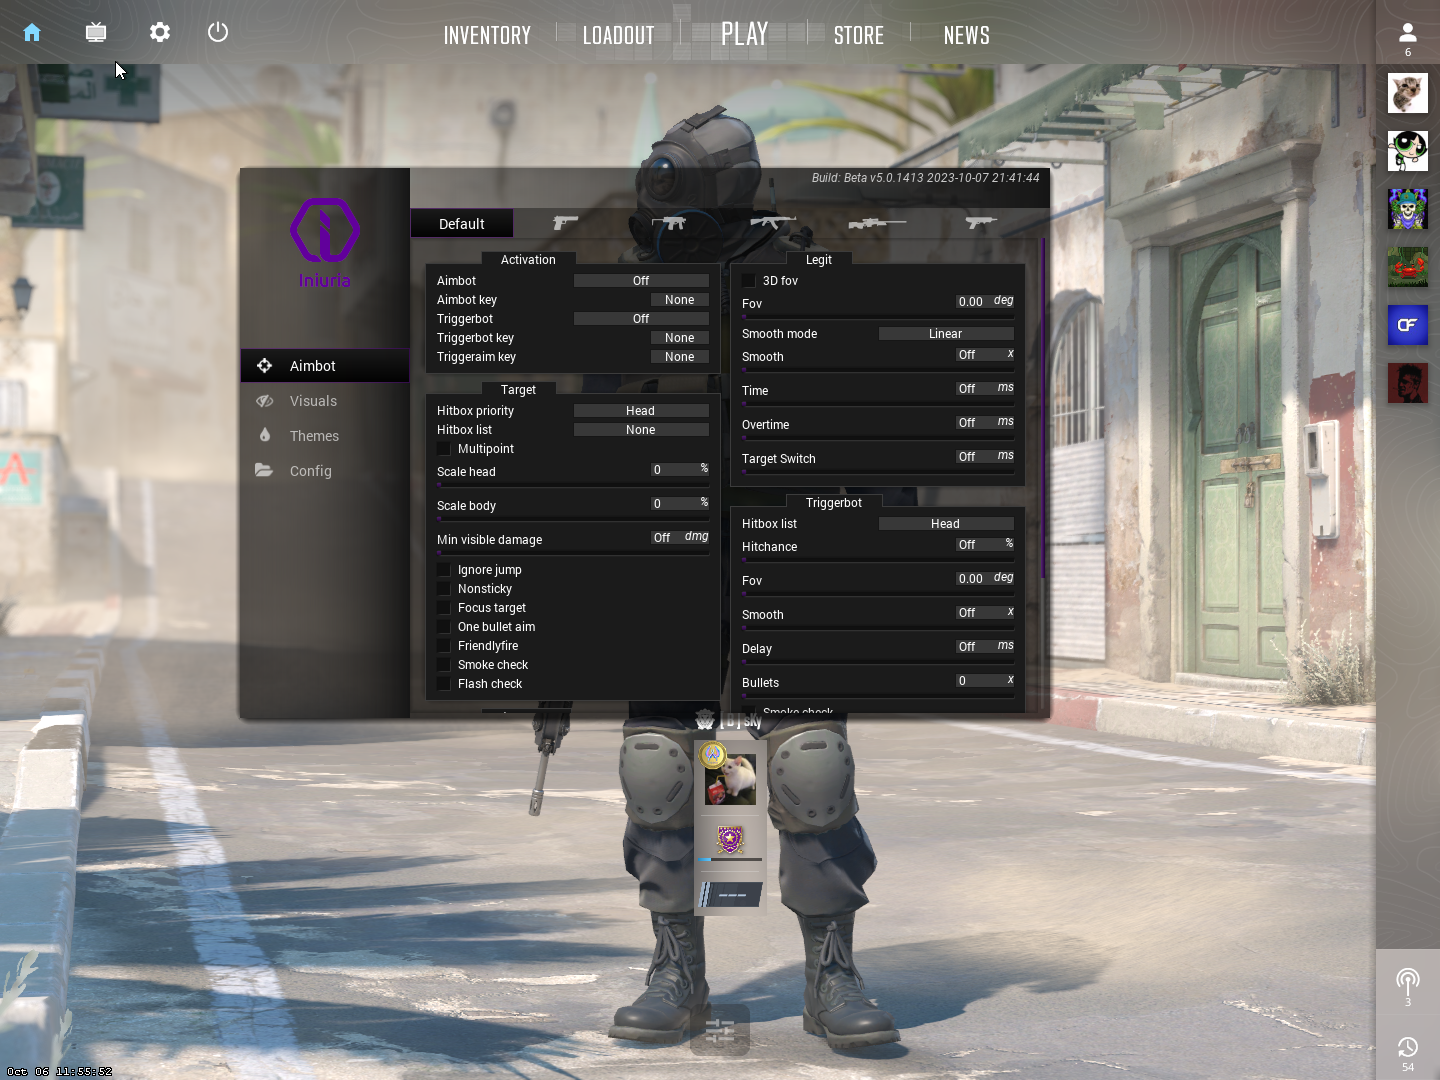 INVENTORY
LOADOUT
PLAY
STORE
NEWS
6
Build: Beta v5.0.1413 2023-10-07 21:41:44
Iniuria
Aimbot
Visuals
Themes
Config
Default
Activation
Aimbot Off
Aimbot key None
Triggerbot Off
Triggerbot key None
Triggeraim key None
Target
Hitbox priority Head
Hitbox list None
Multipoint
Scale head 0 %
Scale body 0 %
Min visible damage Off dmg
Ignore jump
Nonsticky
Focus target
One bullet aim
Friendlyfire
Smoke check
Flash check
Legit
3D fov
Fov 0.00 deg
Smooth mode Linear
Smooth Off x
Time Off ms
Overtime Off ms
Target Switch Off ms
Triggerbot
Hitbox list Head
Hitchance Off %
Fov 0.00 deg
Smooth Off x
Delay Off ms
Bullets 0 x
Smoke check
sky
---
CF
A
3
54
Oct 06 11:55:52